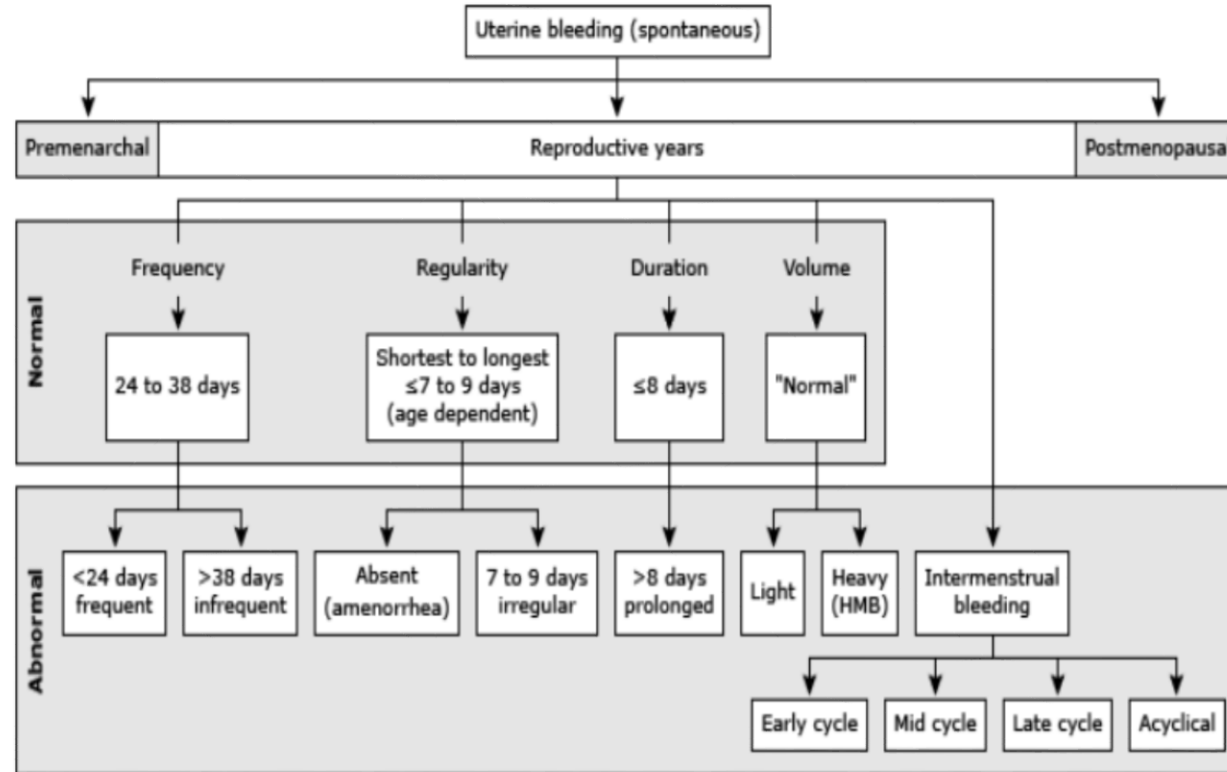 Uterine bleeding (spontaneous)
Premenarchal
Reproductive years
Postmenopausa
Normal
Frequency
Regularity
Duration
Volume
24 to 38 days
Shortest to longest
≤7 to 9 days
(age dependent)
≤8 days
"Normal"
Abnormal
<24 days
frequent
>38 days
infrequent
Absent
(amenorrhea)
7 to 9 days
irregular
>8 days
prolonged
Light
Heavy
(HMB)
Intermenstrual
bleeding
Early cycle
Mid cycle
Late cycle
Acyclical